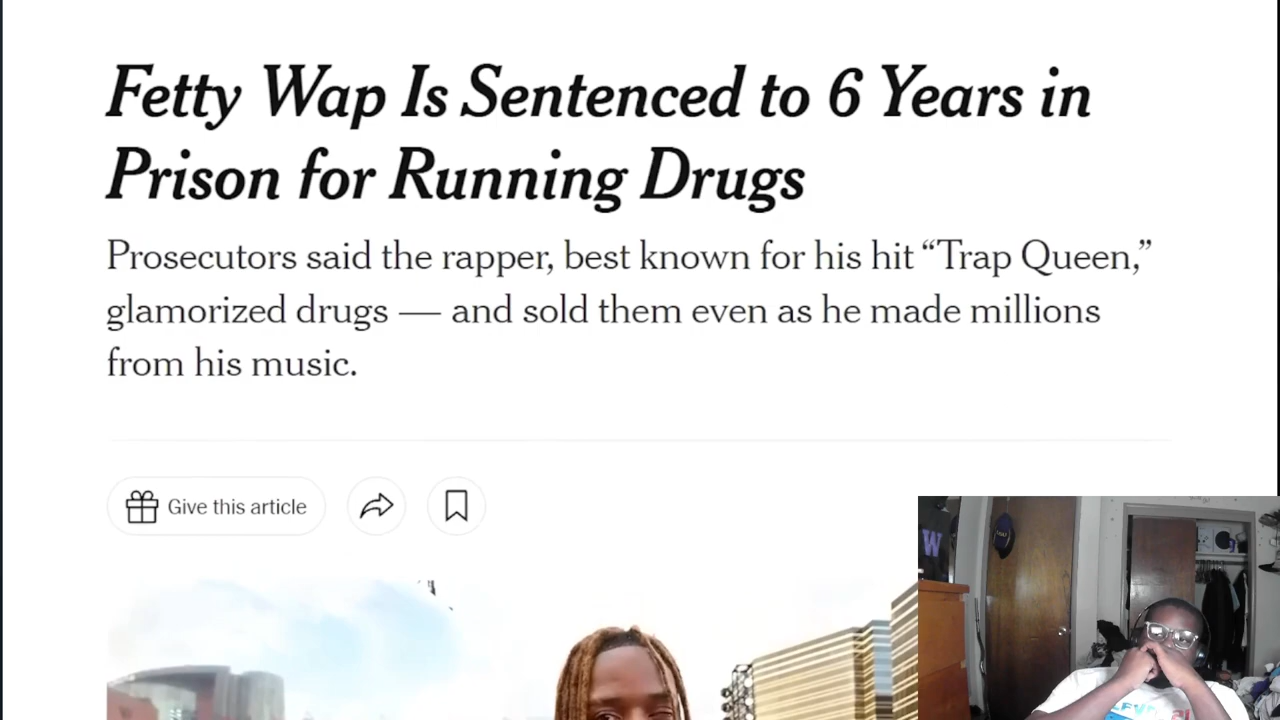 Fetty Wap Is Sentenced to 6 Years in
Prison for Running Drugs
Prosecutors said the rapper, best known for his hit “Trap Queen,”
glamorized drugs — and sold them even as he made millions
from his music.
Give this article
W